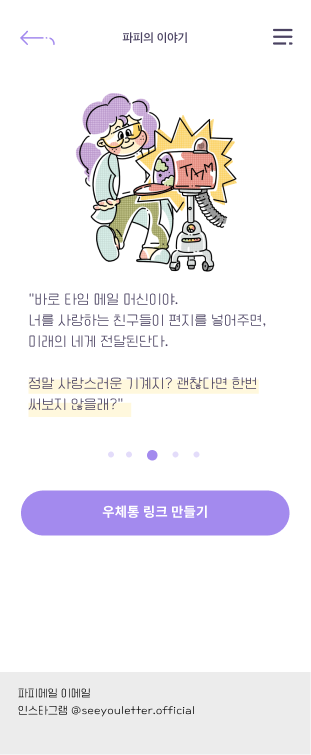 파피의 이야기
TMM
"바로 타임 메일 머신이야.
너를 사랑하는 친구들이 편지를 넣어주면,
미래의 네게 전달된단다.
정말 사랑스러운 기계지? 괜찮다면 한번
써보지 않을래?"
우체통 링크 만들기
파피메일 이메일
인스타그램 @seeyouletter.official